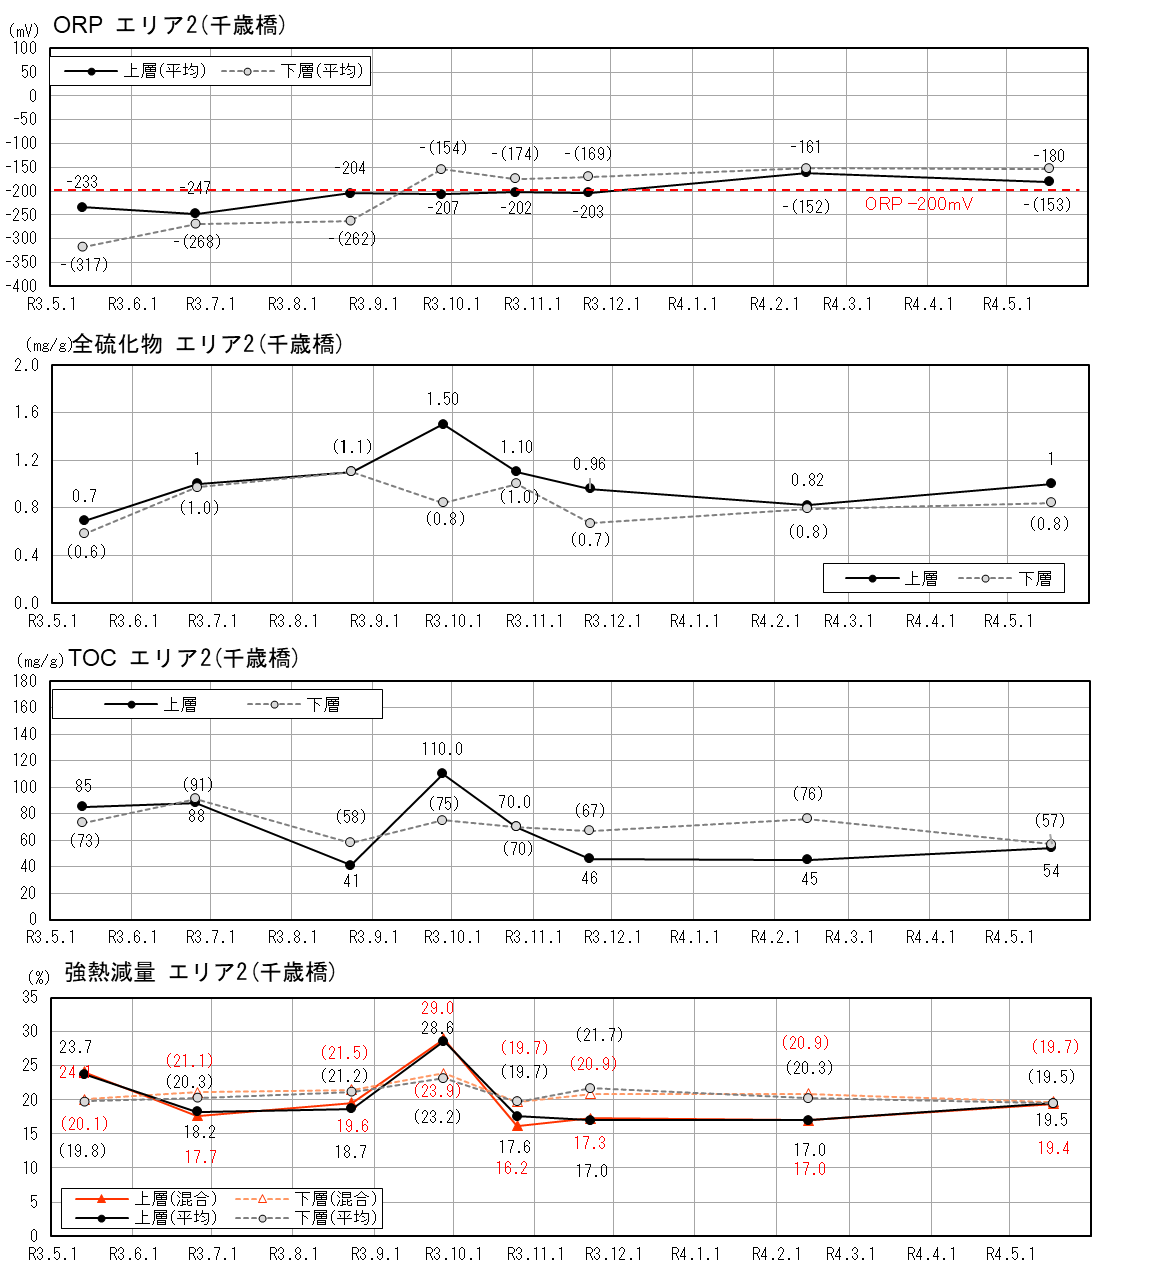 (mV) ORP エリア2(千歳橋)
100
上層(平均) 下層(平均)
50
0
-50
-100
-150
-200
-250
-300
-350
-400
-233 -247 -204 -(154) -(174) -(169) -161 -180
-(317) -(268) -(262) -207 -202 -203 -(152) -(153)
ORP -200mV
R3.5.1 R3.6.1 R3.7.1 R3.8.1 R3.9.1 R3.10.1 R3.11.1 R3.12.1 R4.1.1 R4.2.1 R4.3.1 R4.4.1 R4.5.1
(mg/g) 全硫化物 エリア2(千歳橋)
2.0
1.6
1.2
0.8
0.4
0.0
0.7 1 (1.1) 1.50 1.10 0.96 0.82 1
(0.6) (1.0) (0.8) (1.0) (0.7) (0.8) (0.8)
上層 下層
R3.5.1 R3.6.1 R3.7.1 R3.8.1 R3.9.1 R3.10.1 R3.11.1 R3.12.1 R4.1.1 R4.2.1 R4.3.1 R4.4.1 R4.5.1
(mg/g) TOC エリア2(千歳橋)
180
上層 下層
160
140
120
100
80
60
40
20
0
85 (91) (58) 110.0 70.0 (67) (76) (57)
(73) 88 41 (75) (70) 46 45 54
R3.5.1 R3.6.1 R3.7.1 R3.8.1 R3.9.1 R3.10.1 R3.11.1 R3.12.1 R4.1.1 R4.2.1 R4.3.1 R4.4.1 R4.5.1
(%) 強熱減量 エリア2(千歳橋)
35
30
25
20
15
10
5
0
23.7 (21.1) (21.5) 29.0 (19.7) (21.7) (20.9) (19.7)
24.1 (20.3) (21.2) 28.6 (19.7) (20.9) (20.3) (19.5)
(20.1) 18.2 19.6 (23.9) 17.6 17.3 17.0 19.5
(19.8) 17.7 18.7 (23.2) 16.2 17.0 17.0 19.4
上層(混合) 下層(混合)
上層(平均) 下層(平均)
R3.5.1 R3.6.1 R3.7.1 R3.8.1 R3.9.1 R3.10.1 R3.11.1 R3.12.1 R4.1.1 R4.2.1 R4.3.1 R4.4.1 R4.5.1